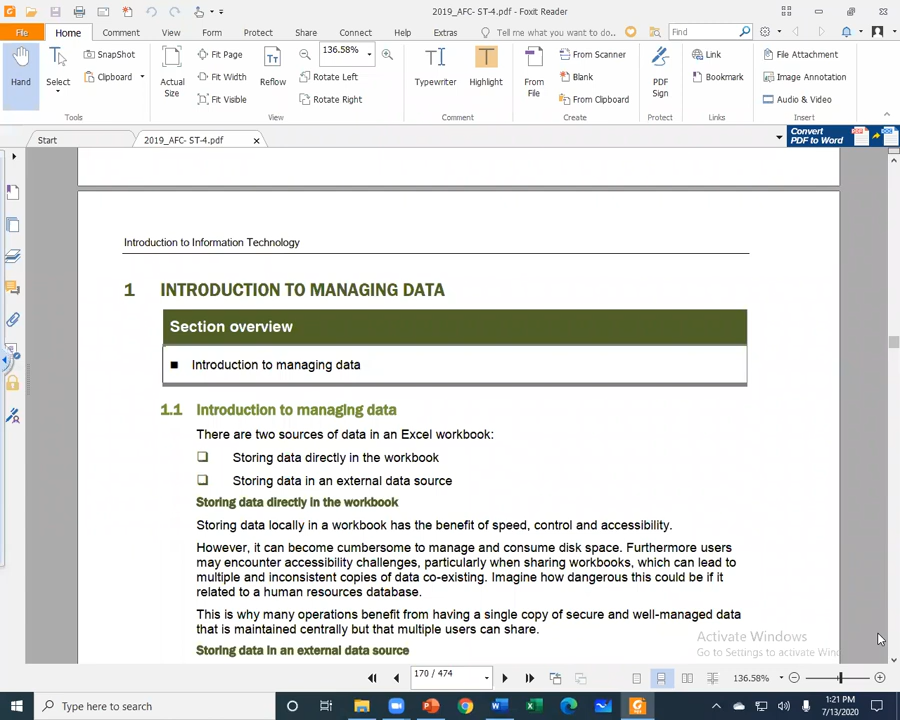 2019_AFC- ST-4.pdf - Foxit Reader
File Home Comment View Form Protect Share Connect Help Extras Tell me what you want to do.. Find
Hand
Select
SnapShot
Clipboard
Actual Size
Fit Page
Fit Width
Fit Visible
Reflow
136.58%
Rotate Left
Rotate Right
Typewriter
Highlight
From File
From Scanner
Blank
From Clipboard
PDF Sign
Link
Bookmark
File Attachment
Image Annotation
Audio & Video
Tools View Comment Create Protect Links Insert
Start 2019_AFC- ST-4.pdf
Convert
PDF to Word
Introduction to Information Technology
1 INTRODUCTION TO MANAGING DATA
Section overview
Introduction to managing data
1.1 Introduction to managing data
There are two sources of data in an Excel workbook:
Storing data directly in the workbook
Storing data in an external data source
Storing data directly in the workbook
Storing data locally in a workbook has the benefit of speed, control and accessibility.
However, it can become cumbersome to manage and consume disk space. Furthermore users
may encounter accessibility challenges, particularly when sharing workbooks, which can lead to
multiple and inconsistent copies of data co-existing. Imagine how dangerous this could be if it
related to a human resources database.
This is why many operations benefit from having a single copy of secure and well-managed data
that is maintained centrally but that multiple users can share.
Storing data in an external data source
Activate Windows
Go to Settings to activate Win
170 / 474
136.58%
Type here to search
1:21 PM
7/13/2020